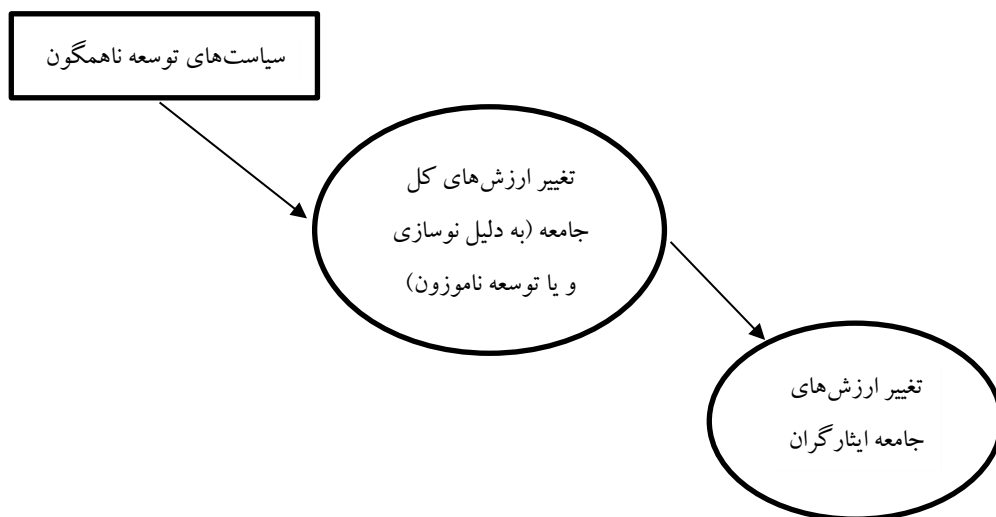 سیاست‌های توسعه ناهمگون
تغییر ارزش‌های کل
جامعه (به دلیل نوسازی
و یا توسعه ناموزون)
تغییر ارزش‌های
جامعه ایثارگران